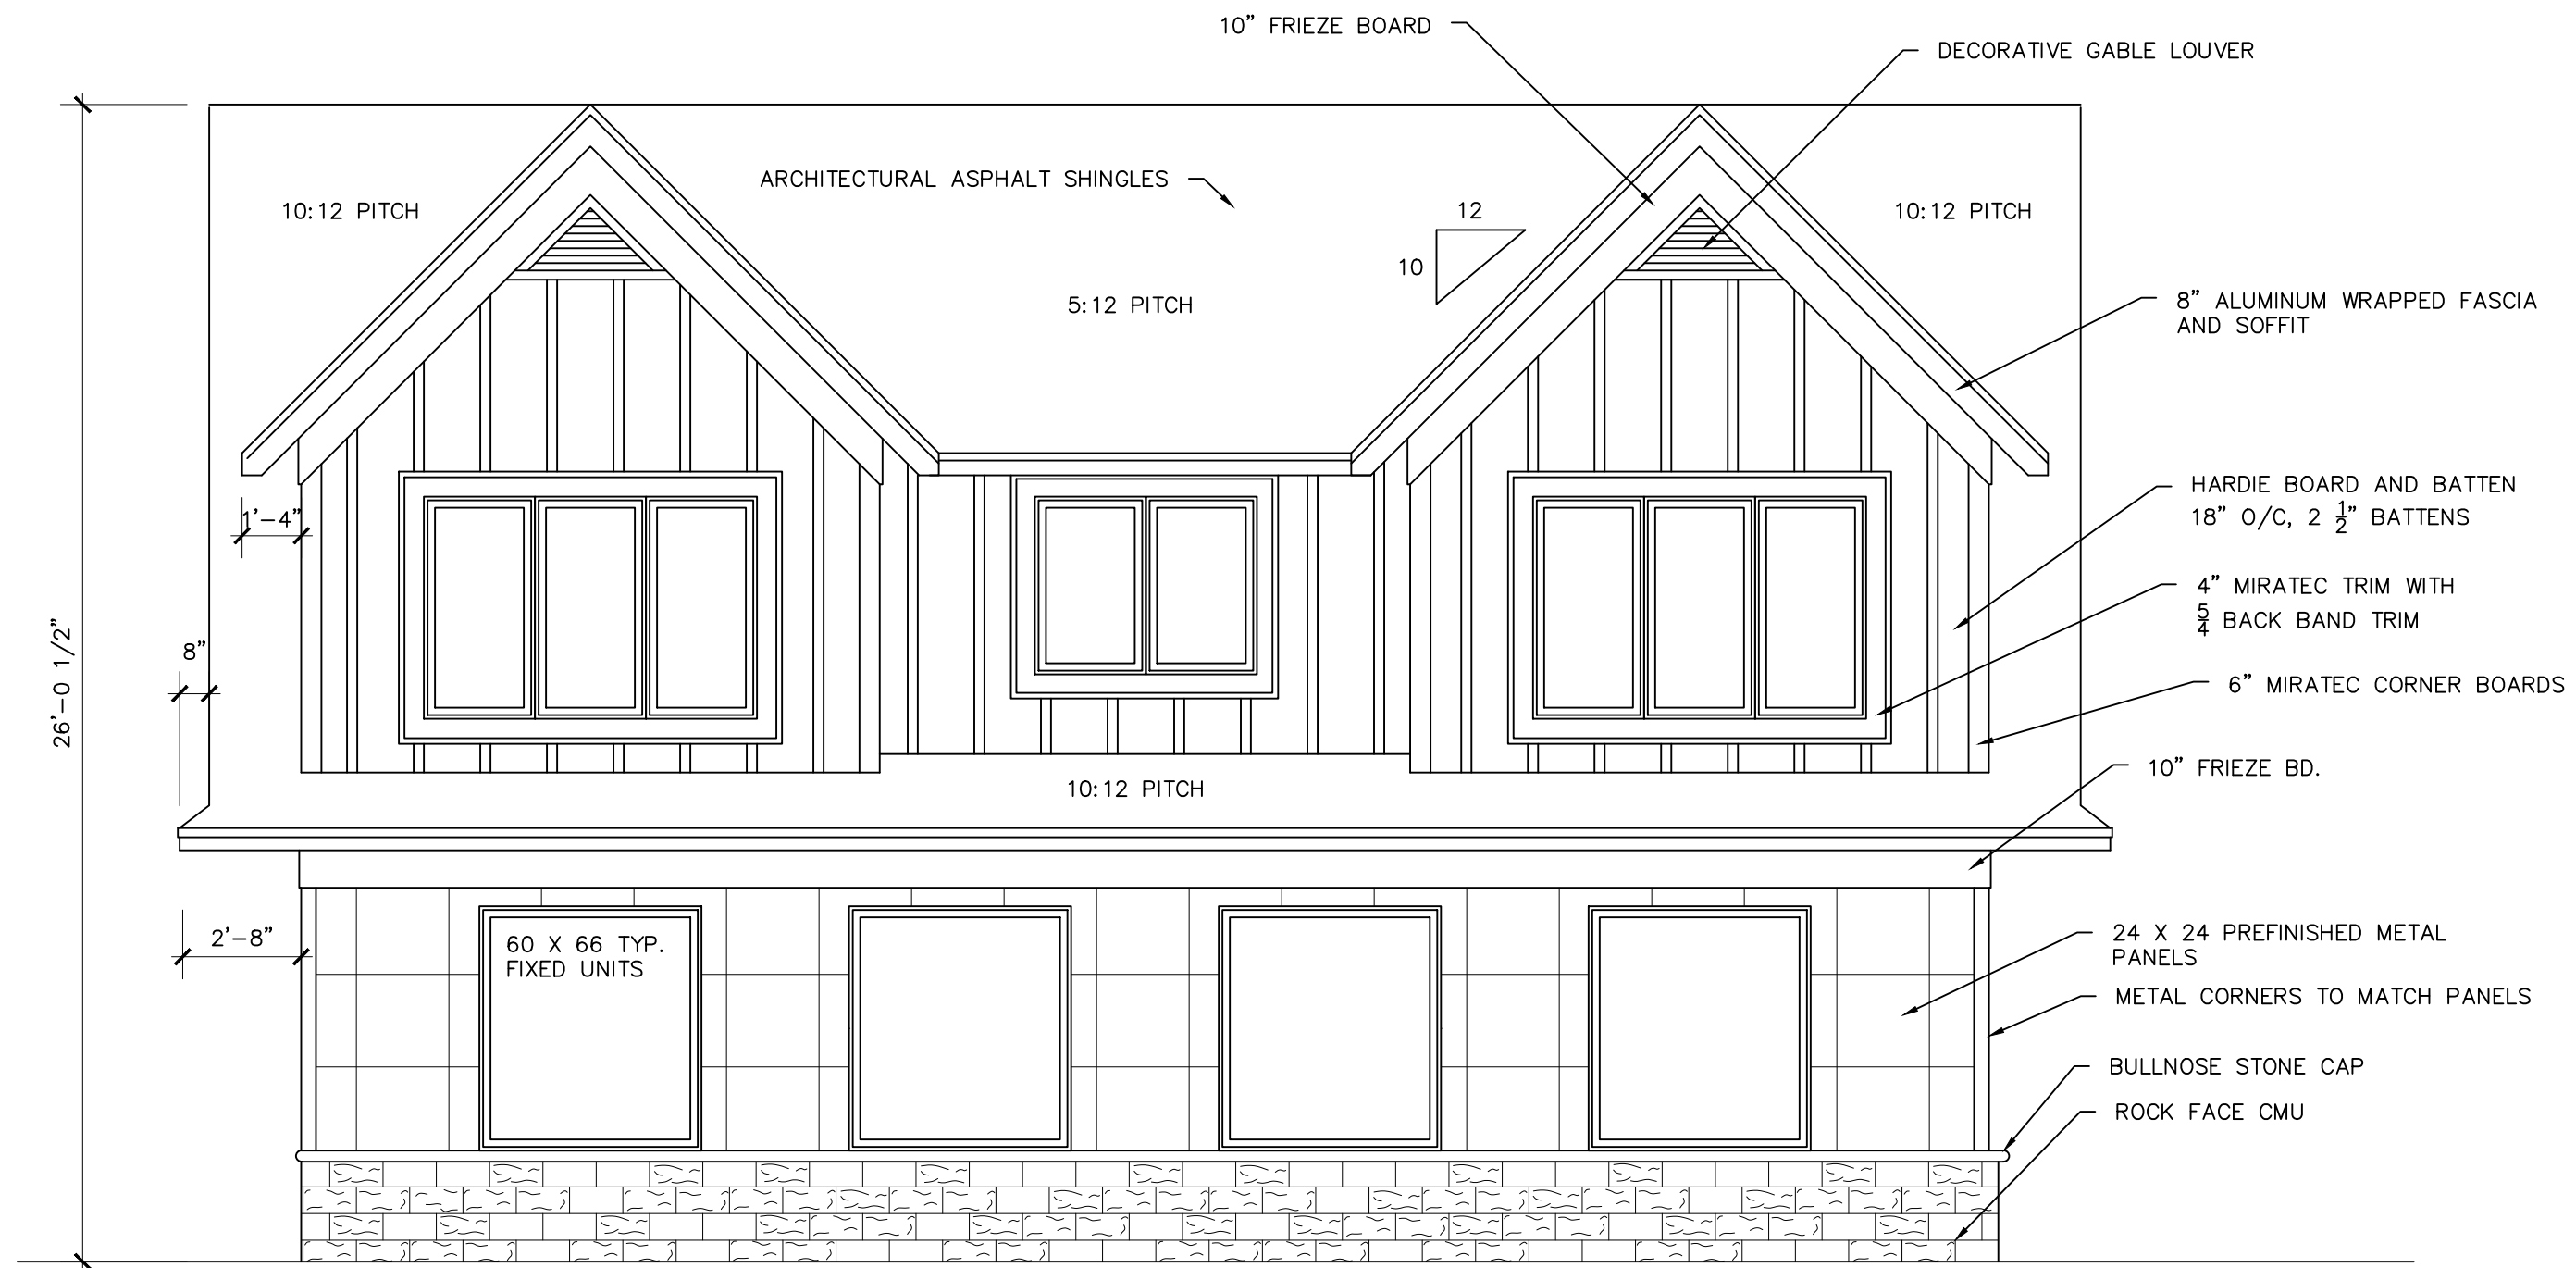 10” FRIEZE BOARD
DECORATIVE GABLE LOUVER
ARCHITECTURAL ASPHALT SHINGLES
10:12 PITCH
12
10
10:12 PITCH
5:12 PITCH
8” ALUMINUM WRAPPED FASCIA
AND SOFFIT
HARDIE BOARD AND BATTEN
18” O/C, 2 1/2” BATTENS
1’-4”
4” MIRATEC TRIM WITH
5/4 BACK BAND TRIM
8”
26’-0 1/2”
6” MIRATEC CORNER BOARDS
10” FRIEZE BD.
10:12 PITCH
2’-8”
60 X 66 TYP.
FIXED UNITS
24 X 24 PREFINISHED METAL
PANELS
METAL CORNERS TO MATCH PANELS
BULLNOSE STONE CAP
ROCK FACE CMU